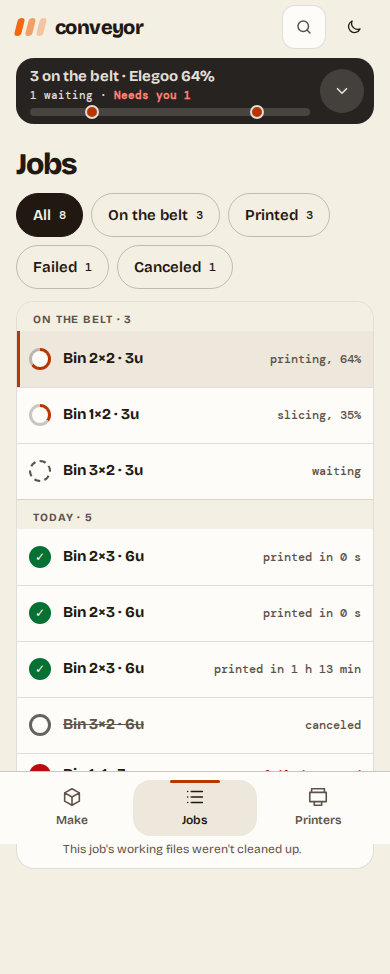 conveyor
3 on the belt · Elegoo 64%
1 waiting · Needs you 1
Jobs
All 8
On the belt 3
Printed 3
Failed 1
Canceled 1
ON THE BELT · 3
Bin 2×2 · 3u printing, 64%
Bin 1×2 · 3u slicing, 35%
Bin 3×2 · 3u waiting
TODAY · 5
Bin 2×3 · 6u printed in 0 s
Bin 2×3 · 6u printed in 0 s
Bin 2×3 · 6u printed in 1 h 13 min
Bin 3×2 · 6u canceled
Make
Jobs
Printers
This job's working files weren't cleaned up.